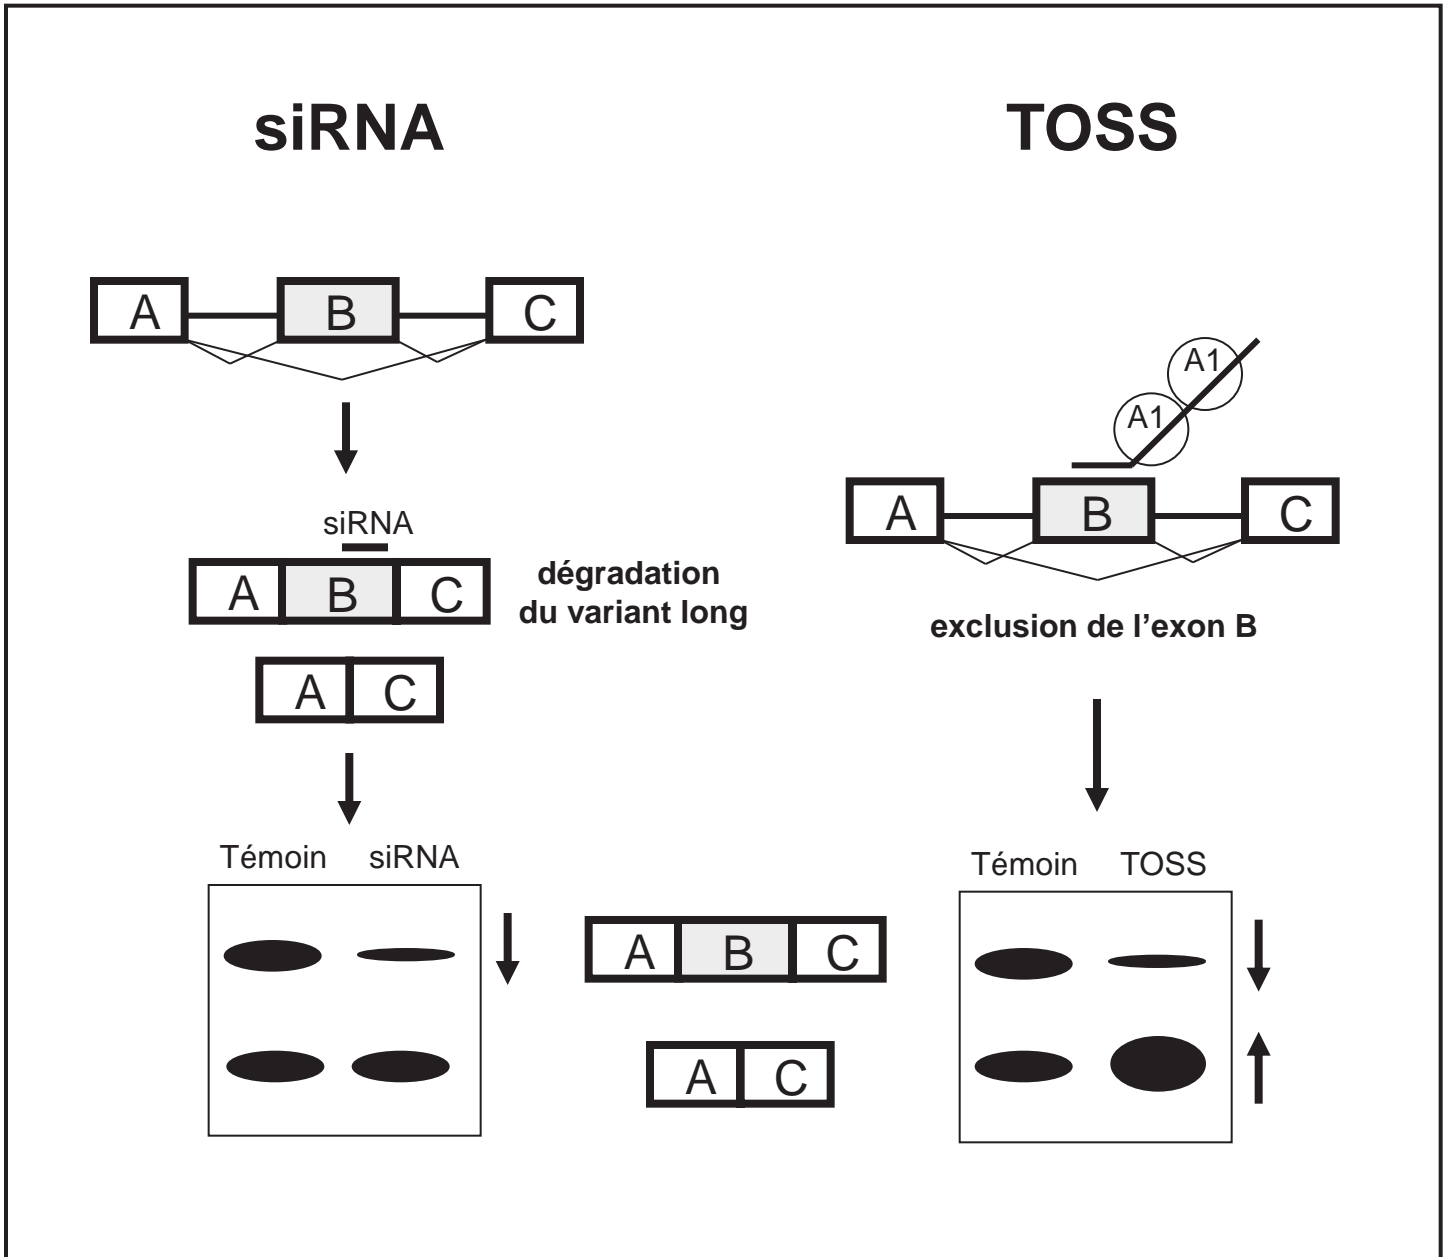 siRNA
TOSS
A B C
siRNA
A B C
dégradation
du variant long
A C
A1
A1
A B C
exclusion de l’exon B
Témoin siRNA
Témoin TOSS
A B C
A C